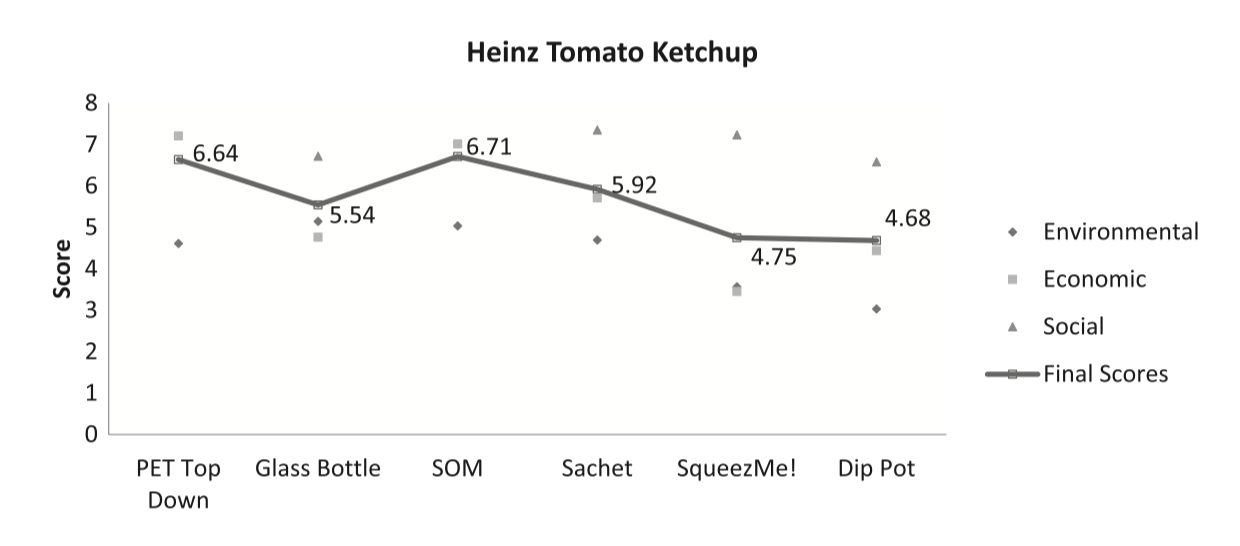 Heinz Tomato Ketchup
8
7
6
5
4
3
2
1
0
Score
6.64
5.54
6.71
5.92
4.75
4.68
PET Top
Down
Glass Bottle
SOM
Sachet
SqueezMe!
Dip Pot
Environmental
Economic
Social
Final Scores